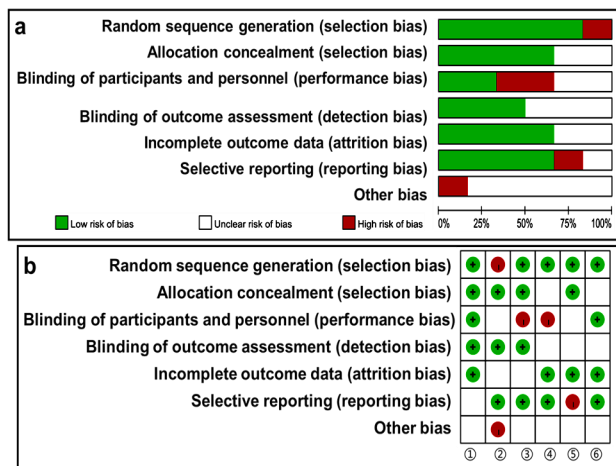 a
Random sequence generation (selection bias)
Allocation concealment (selection bias)
Blinding of participants and personnel (performance bias)
Blinding of outcome assessment (detection bias)
Incomplete outcome data (attrition bias)
Selective reporting (reporting bias)
Other bias
Low risk of bias Unclear risk of bias High risk of bias
0% 25% 50% 75% 100%
b
Random sequence generation (selection bias)
Allocation concealment (selection bias)
Blinding of participants and personnel (performance bias)
Blinding of outcome assessment (detection bias)
Incomplete outcome data (attrition bias)
Selective reporting (reporting bias)
Other bias
① ② ③ ④ ⑤ ⑥